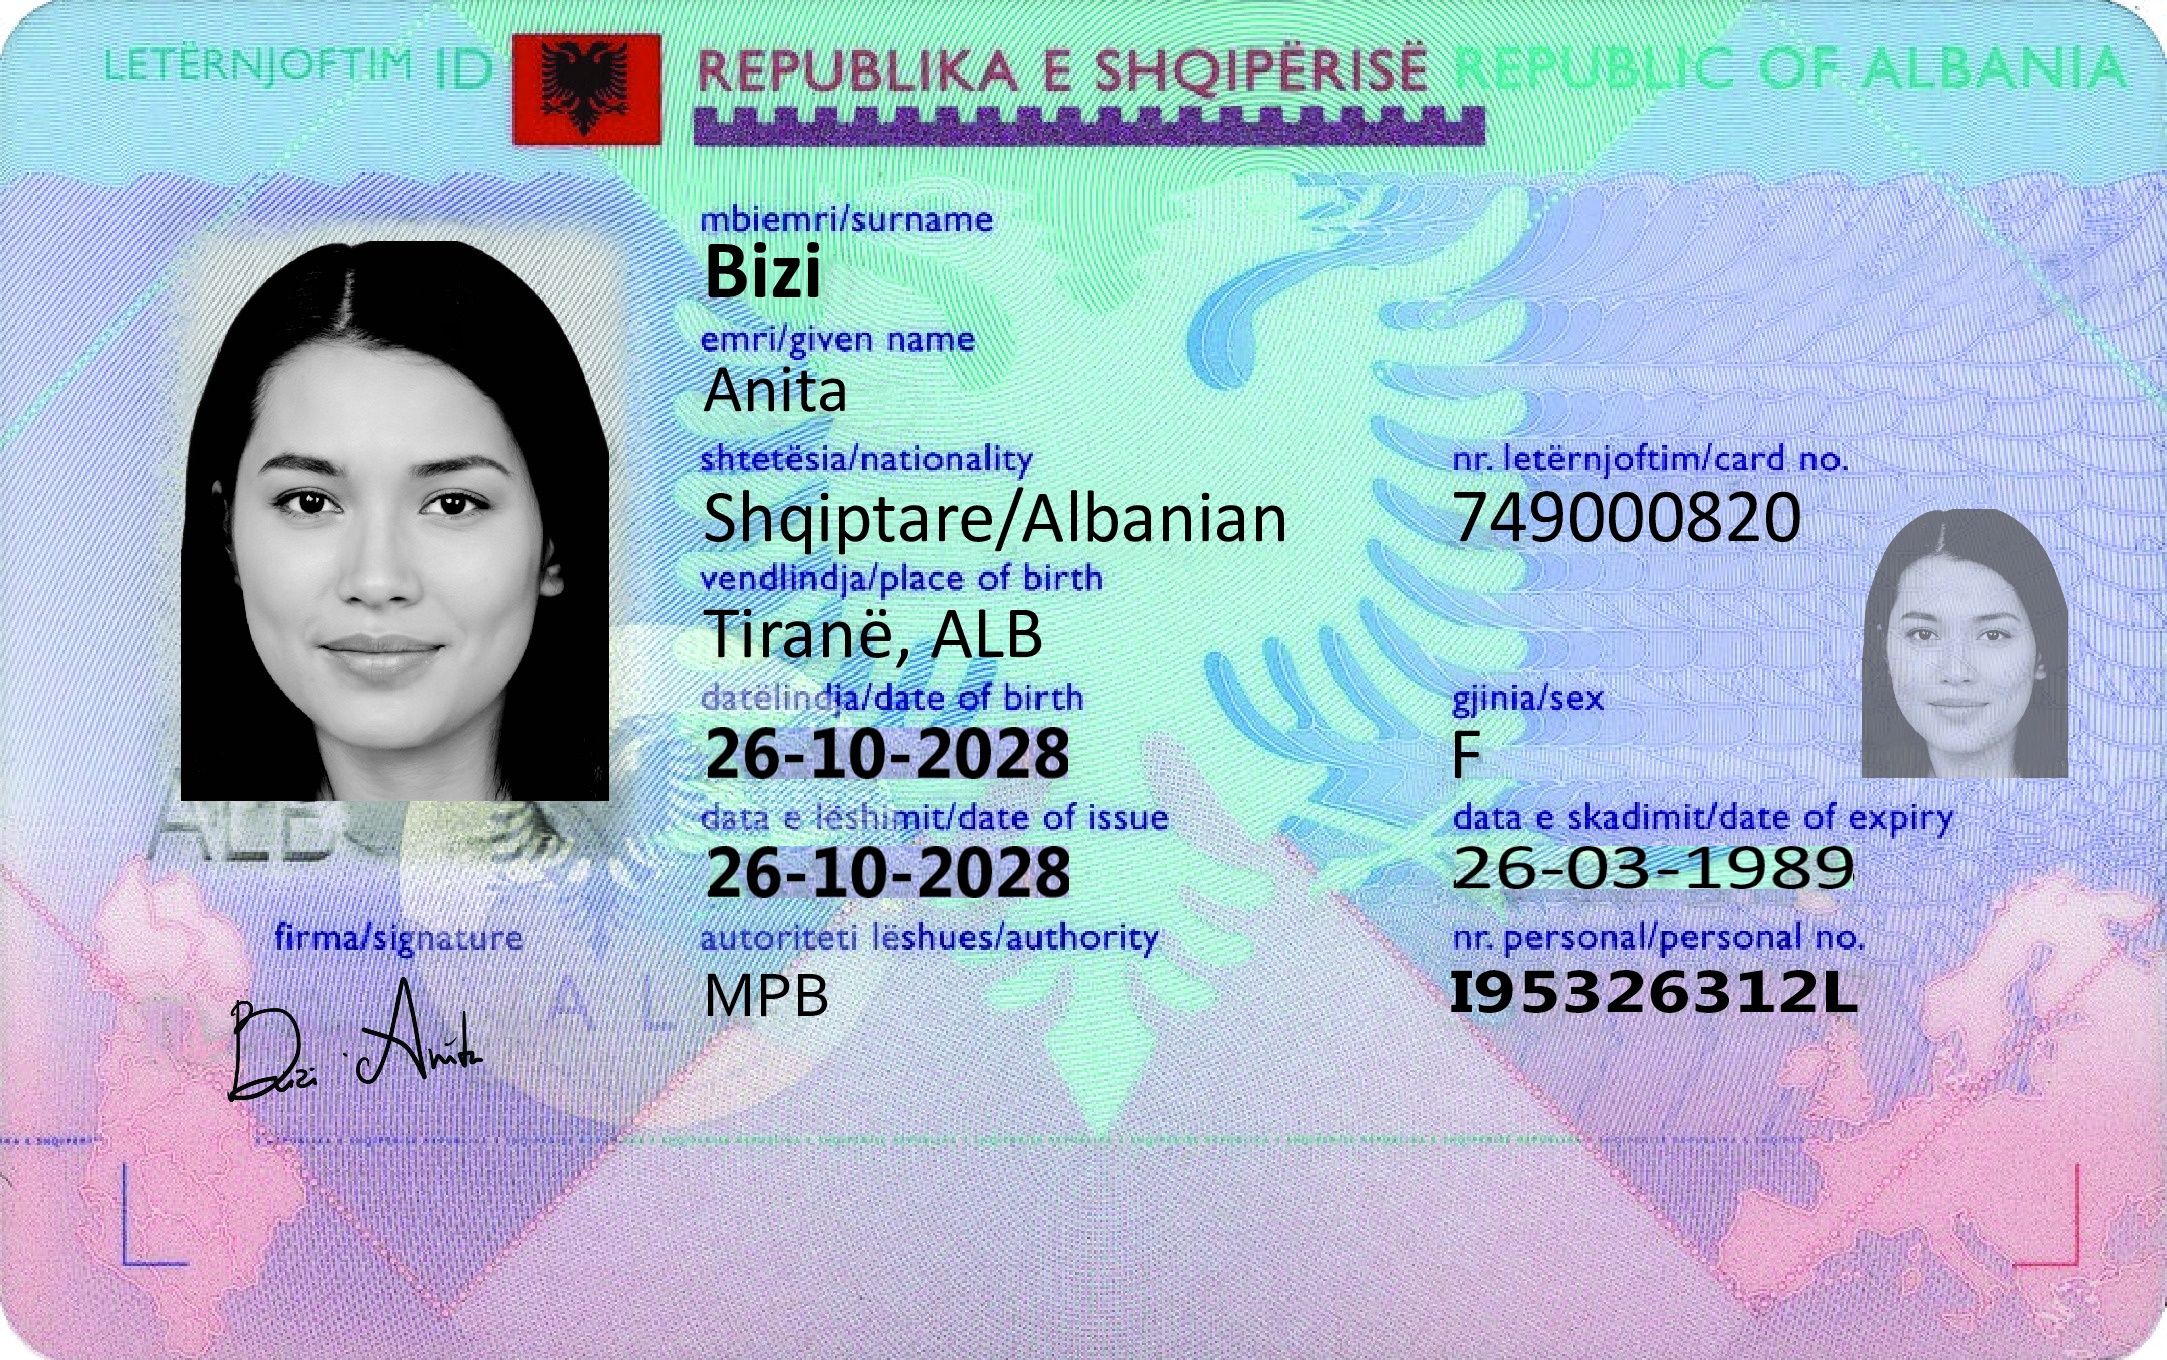 LETËRNJOFTIM ID REPUBLIKA E SHQIPËRISË REPUBLIC OF ALBANIA
mbiemri/surname
Bizi
emri/given name
Anita
shtetësia/nationality nr. letërnjoftim/card no.
Shqiptare/Albanian 749000820
vendlindja/place of birth
Tiranë, ALB
datëlindja/date of birth gjinia/sex
26-10-2028 F
data e lëshimit/date of issue data e skadimit/date of expiry
26-10-2028 26-03-1989
ALB
firma/signature autoriteti lëshues/authority nr. personal/personal no.
MPB I95326312L
Bizi Anita